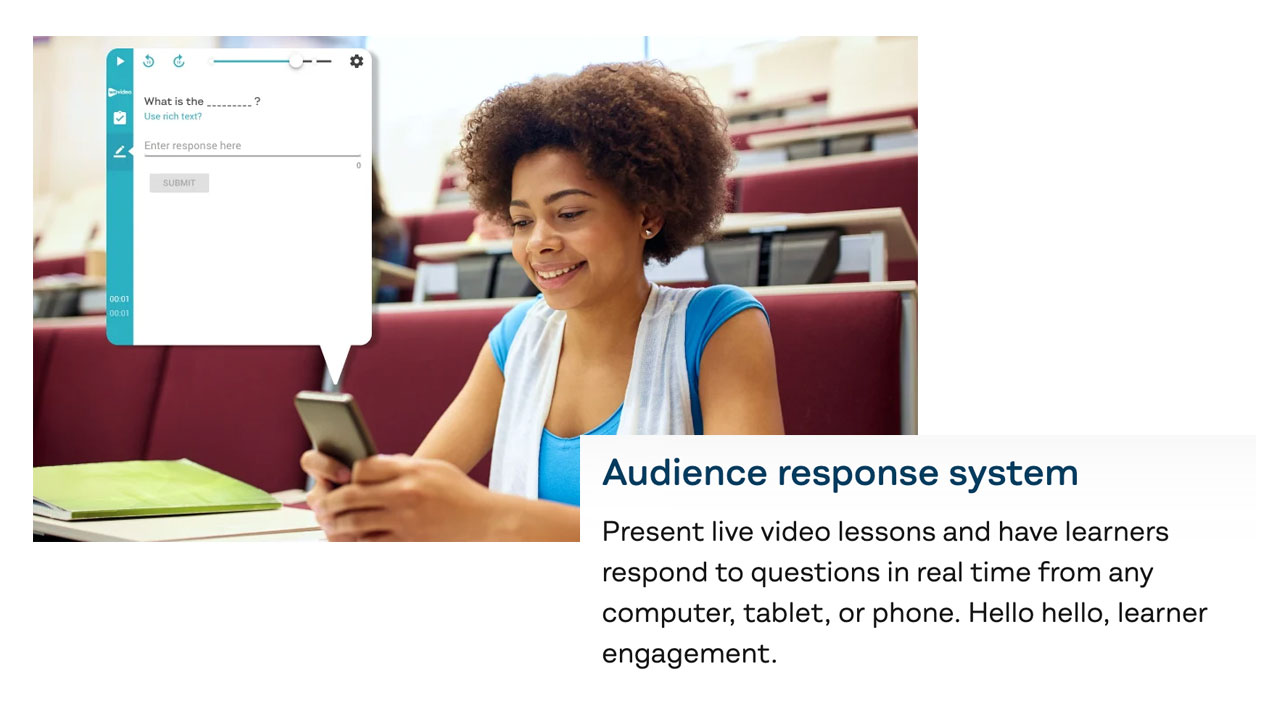 What is the _________ ?
Use rich text?
Enter response here
0
SUBMIT
00:01
00:01
Audience response system
Present live video lessons and have learners
respond to questions in real time from any
computer, tablet, or phone. Hello hello, learner
engagement.